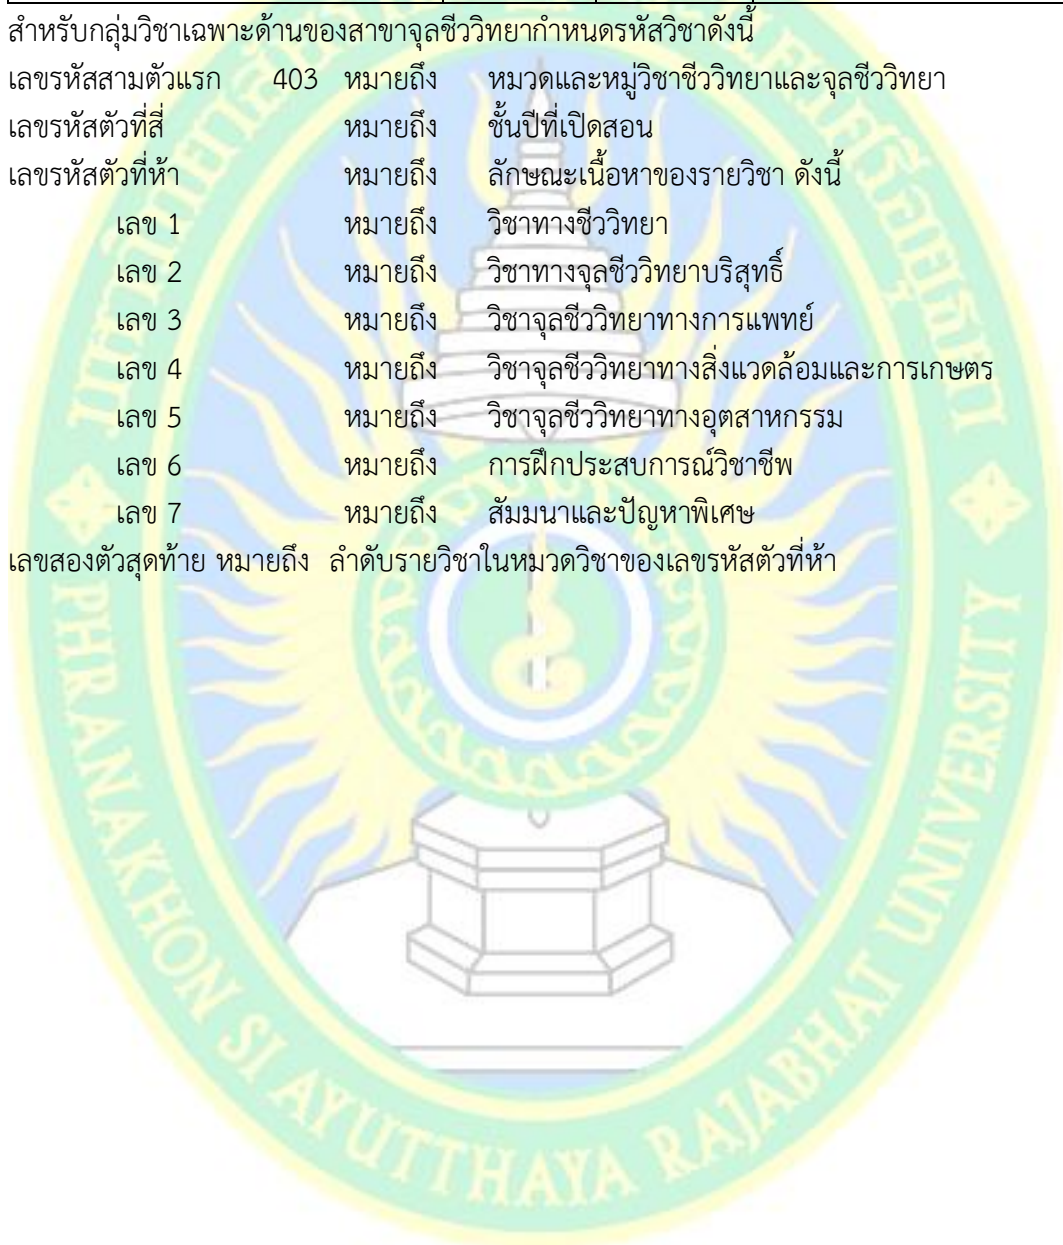 สำหรับกลุ่มวิชาเฉพาะด้านของสาขาจุลชีววิทยากำหนดรหัสวิชาดังนี้
เลขรหัสสามตัวแรก 403 หมายถึง หมวดและหมู่วิชาชีววิทยาและจุลชีววิทยา
เลขรหัสตัวที่สี่ หมายถึง ชั้นปีที่เปิดสอน
เลขรหัสตัวที่ห้า หมายถึง ลักษณะเนื้อหาของรายวิชา ดังนี้
เลข 1 หมายถึง วิชาทางชีววิทยา
เลข 2 หมายถึง วิชาทางจุลชีววิทยาบริสุทธิ์
เลข 3 หมายถึง วิชาจุลชีววิทยาทางการแพทย์
เลข 4 หมายถึง วิชาจุลชีววิทยาทางสิ่งแวดล้อมและการเกษตร
เลข 5 หมายถึง วิชาจุลชีววิทยาทางอุตสาหกรรม
เลข 6 หมายถึง การฝึกประสบการณ์วิชาชีพ
เลข 7 หมายถึง สัมมนาและปัญหาพิเศษ
เลขสองตัวสุดท้าย หมายถึง ลำดับรายวิชาในหมวดวิชาของเลขรหัสตัวที่ห้า
PHRANAKHON SI AYUTTHAYA RAJABHAT UNIVERSITY